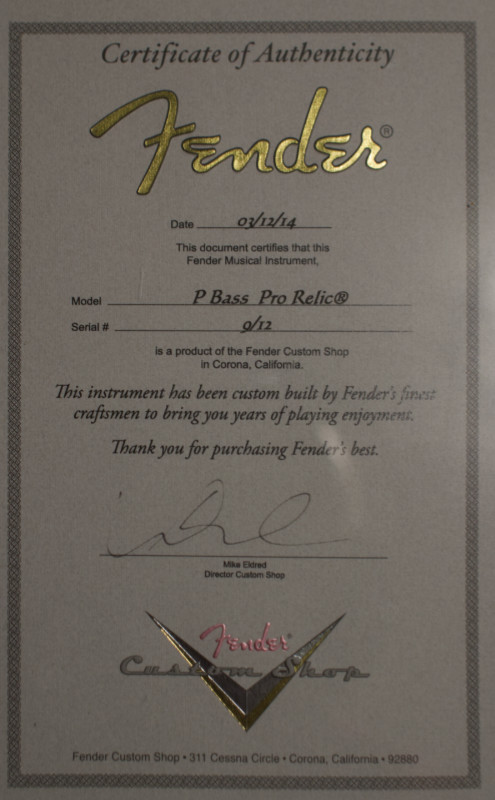 Certificate of Authenticity
Fender®
Date 03/12/14
This document certifies that this
Fender Musical Instrument,
Model P Bass Pro Relic®
Serial # 9/12
is a product of the Fender Custom Shop
in Corona, California.
This instrument has been custom built by Fender's finest
craftsmen to bring you years of playing enjoyment.
Thank you for purchasing Fender's best.
Mike Eldred
Director Custom Shop
Fender®
Custom Shop
Fender Custom Shop • 311 Cessna Circle • Corona, California • 92880